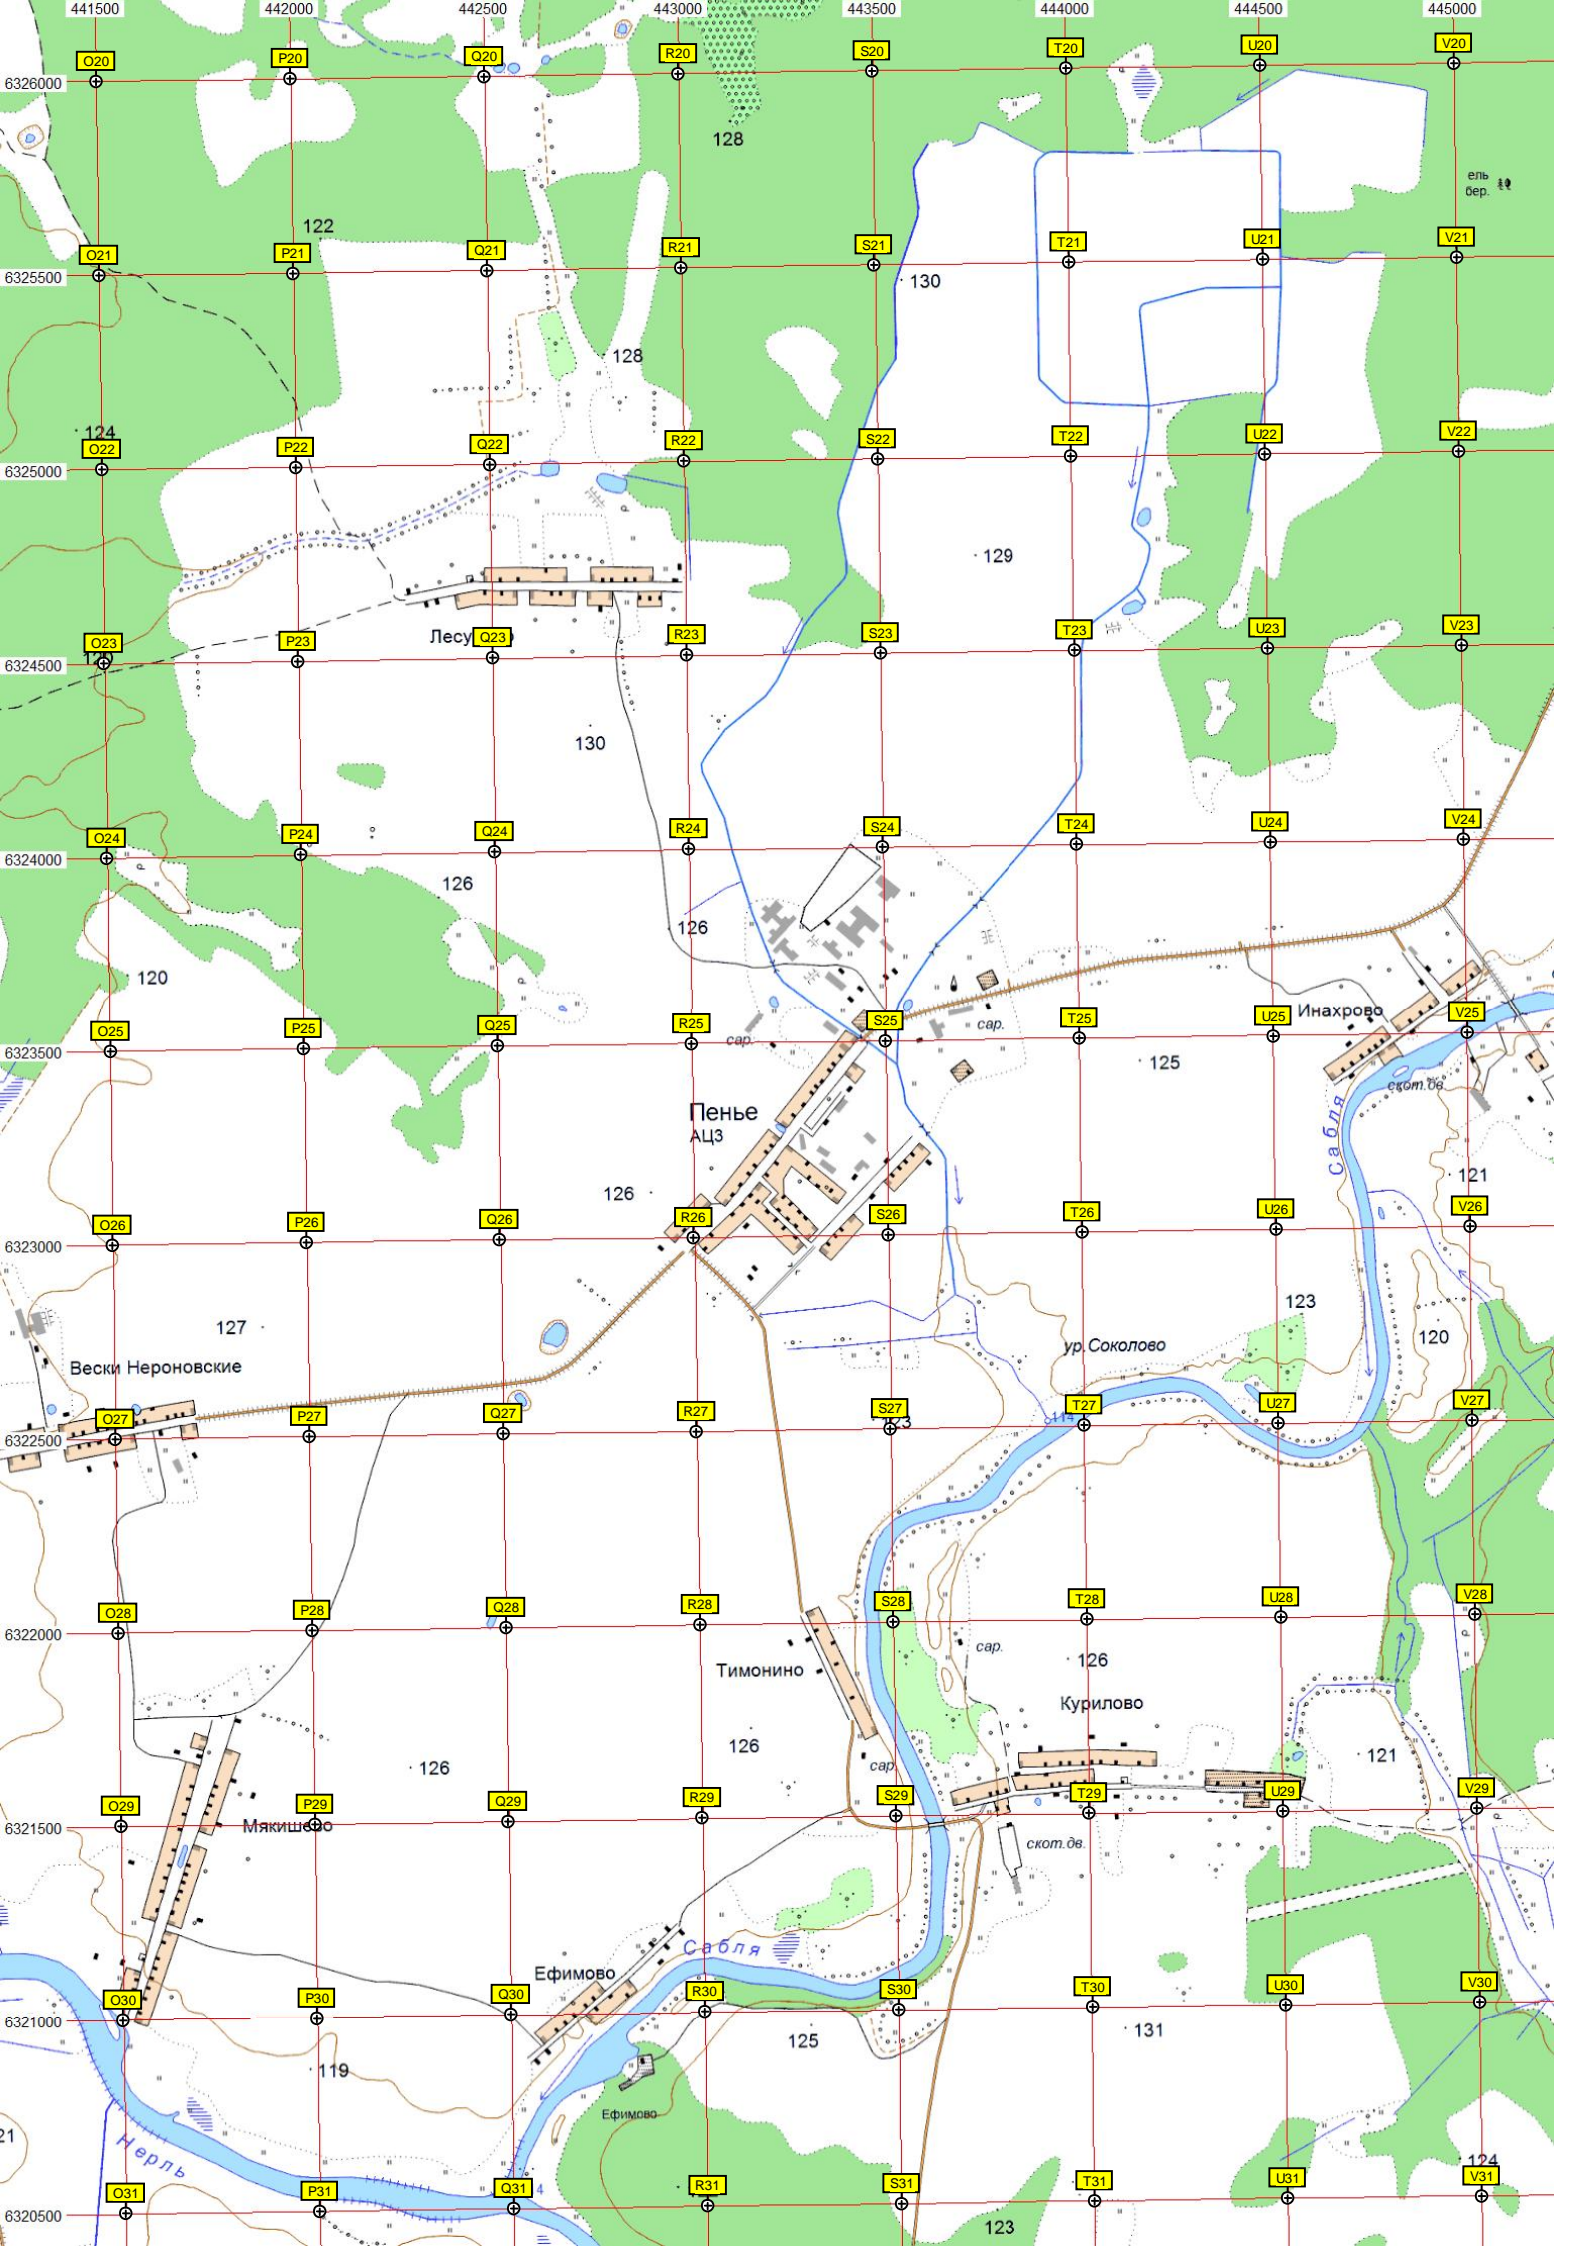 441500 442000 442500 443000 443500 444000 444500 445000
O20 P20 Q20 R20 S20 T20 U20 V20
6326000
128
ель
бер.
122
O21 P21 Q21 R21 S21 T21 U21 V21
6325500
130
128
124
O22 P22 Q22 R22 S22 T22 U22 V22
6325000
129
Лесу
O23 P23 Q23 R23 S23 T23 U23 V23
6324500
130
O24 P24 Q24 R24 S24 T24 U24 V24
6324000
126
126
120
Инахрово
O25 P25 Q25 R25 S25 T25 U25 V25
сар.
сар.
6323500
125
скот.дв.
Сабля
Пенье
АЦЗ
121
126
O26 P26 Q26 R26 S26 T26 U26 V26
6323000
123
127
120
ур.Соколово
Вески Нероновские
O27 P27 Q27 R27 S27 T27 U27 V27
114
6322500
O28 P28 Q28 R28 S28 T28 U28 V28
6322000
сар.
126
Тимонино
Курилово
126
121
126
сар.
O29 P29 Q29 R29 S29 T29 U29 V29
6321500
Мякишево
скот.дв.
Сабля
Ефимово
O30 P30 Q30 R30 S30 T30 U30 V30
6321000
125
131
119
Ефимово
21
Нерль
124
O31 P31 Q31 R31 S31 T31 U31 V31
4
6320500
123